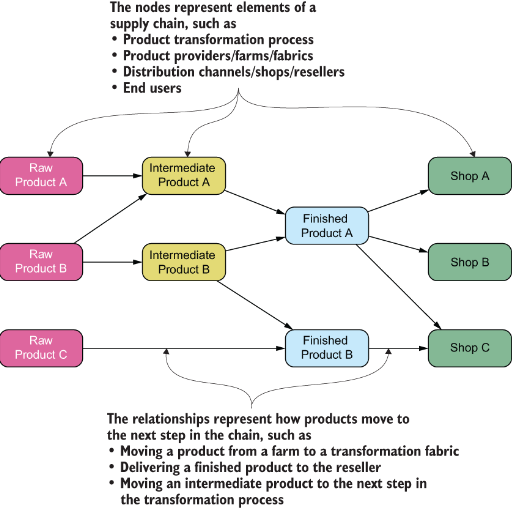 The nodes represent elements of a
supply chain, such as
• Product transformation process
• Product providers/farms/fabrics
• Distribution channels/shops/resellers
• End users
Raw
Product A
Intermediate
Product A
Shop A
Finished
Product A
Raw
Product B
Intermediate
Product B
Shop B
Raw
Product C
Finished
Product B
Shop C
The relationships represent how products move to
the next step in the chain, such as
• Moving a product from a farm to a transformation fabric
• Delivering a finished product to the reseller
• Moving an intermediate product to the next step in
the transformation process